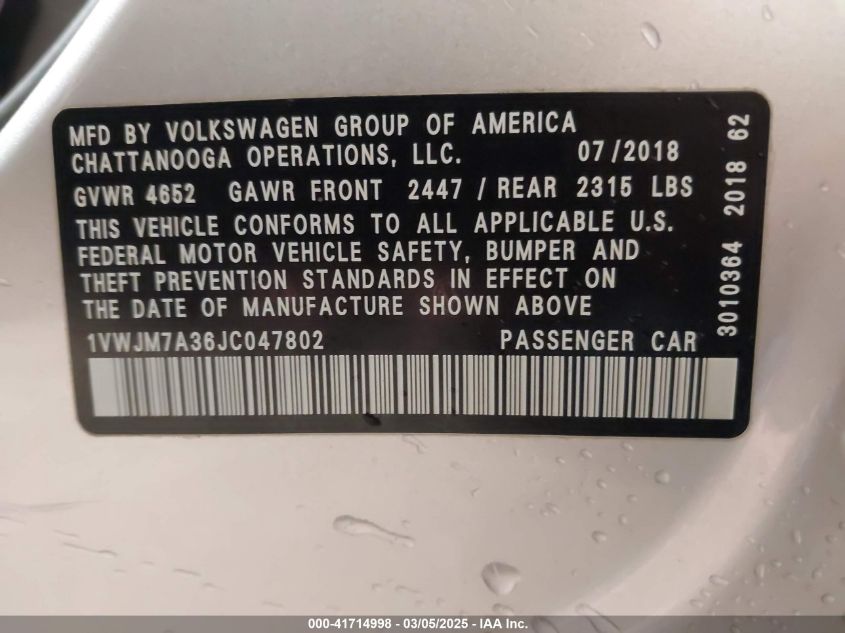 MFD BY VOLKSWAGEN GROUP OF AMERICA
CHATTANOOGA OPERATIONS, LLC. 07/2018
GVWR 4652 GAWR FRONT 2447 / REAR 2315 LBS
THIS VEHICLE CONFORMS TO ALL APPLICABLE U.S.
FEDERAL MOTOR VEHICLE SAFETY, BUMPER AND
THEFT PREVENTION STANDARDS IN EFFECT ON
THE DATE OF MANUFACTURE SHOWN ABOVE
1VWJM7A36JC047802 PASSENGER CAR
3010364 2018 62
000-41714998 - 03/05/2025 - IAA Inc.